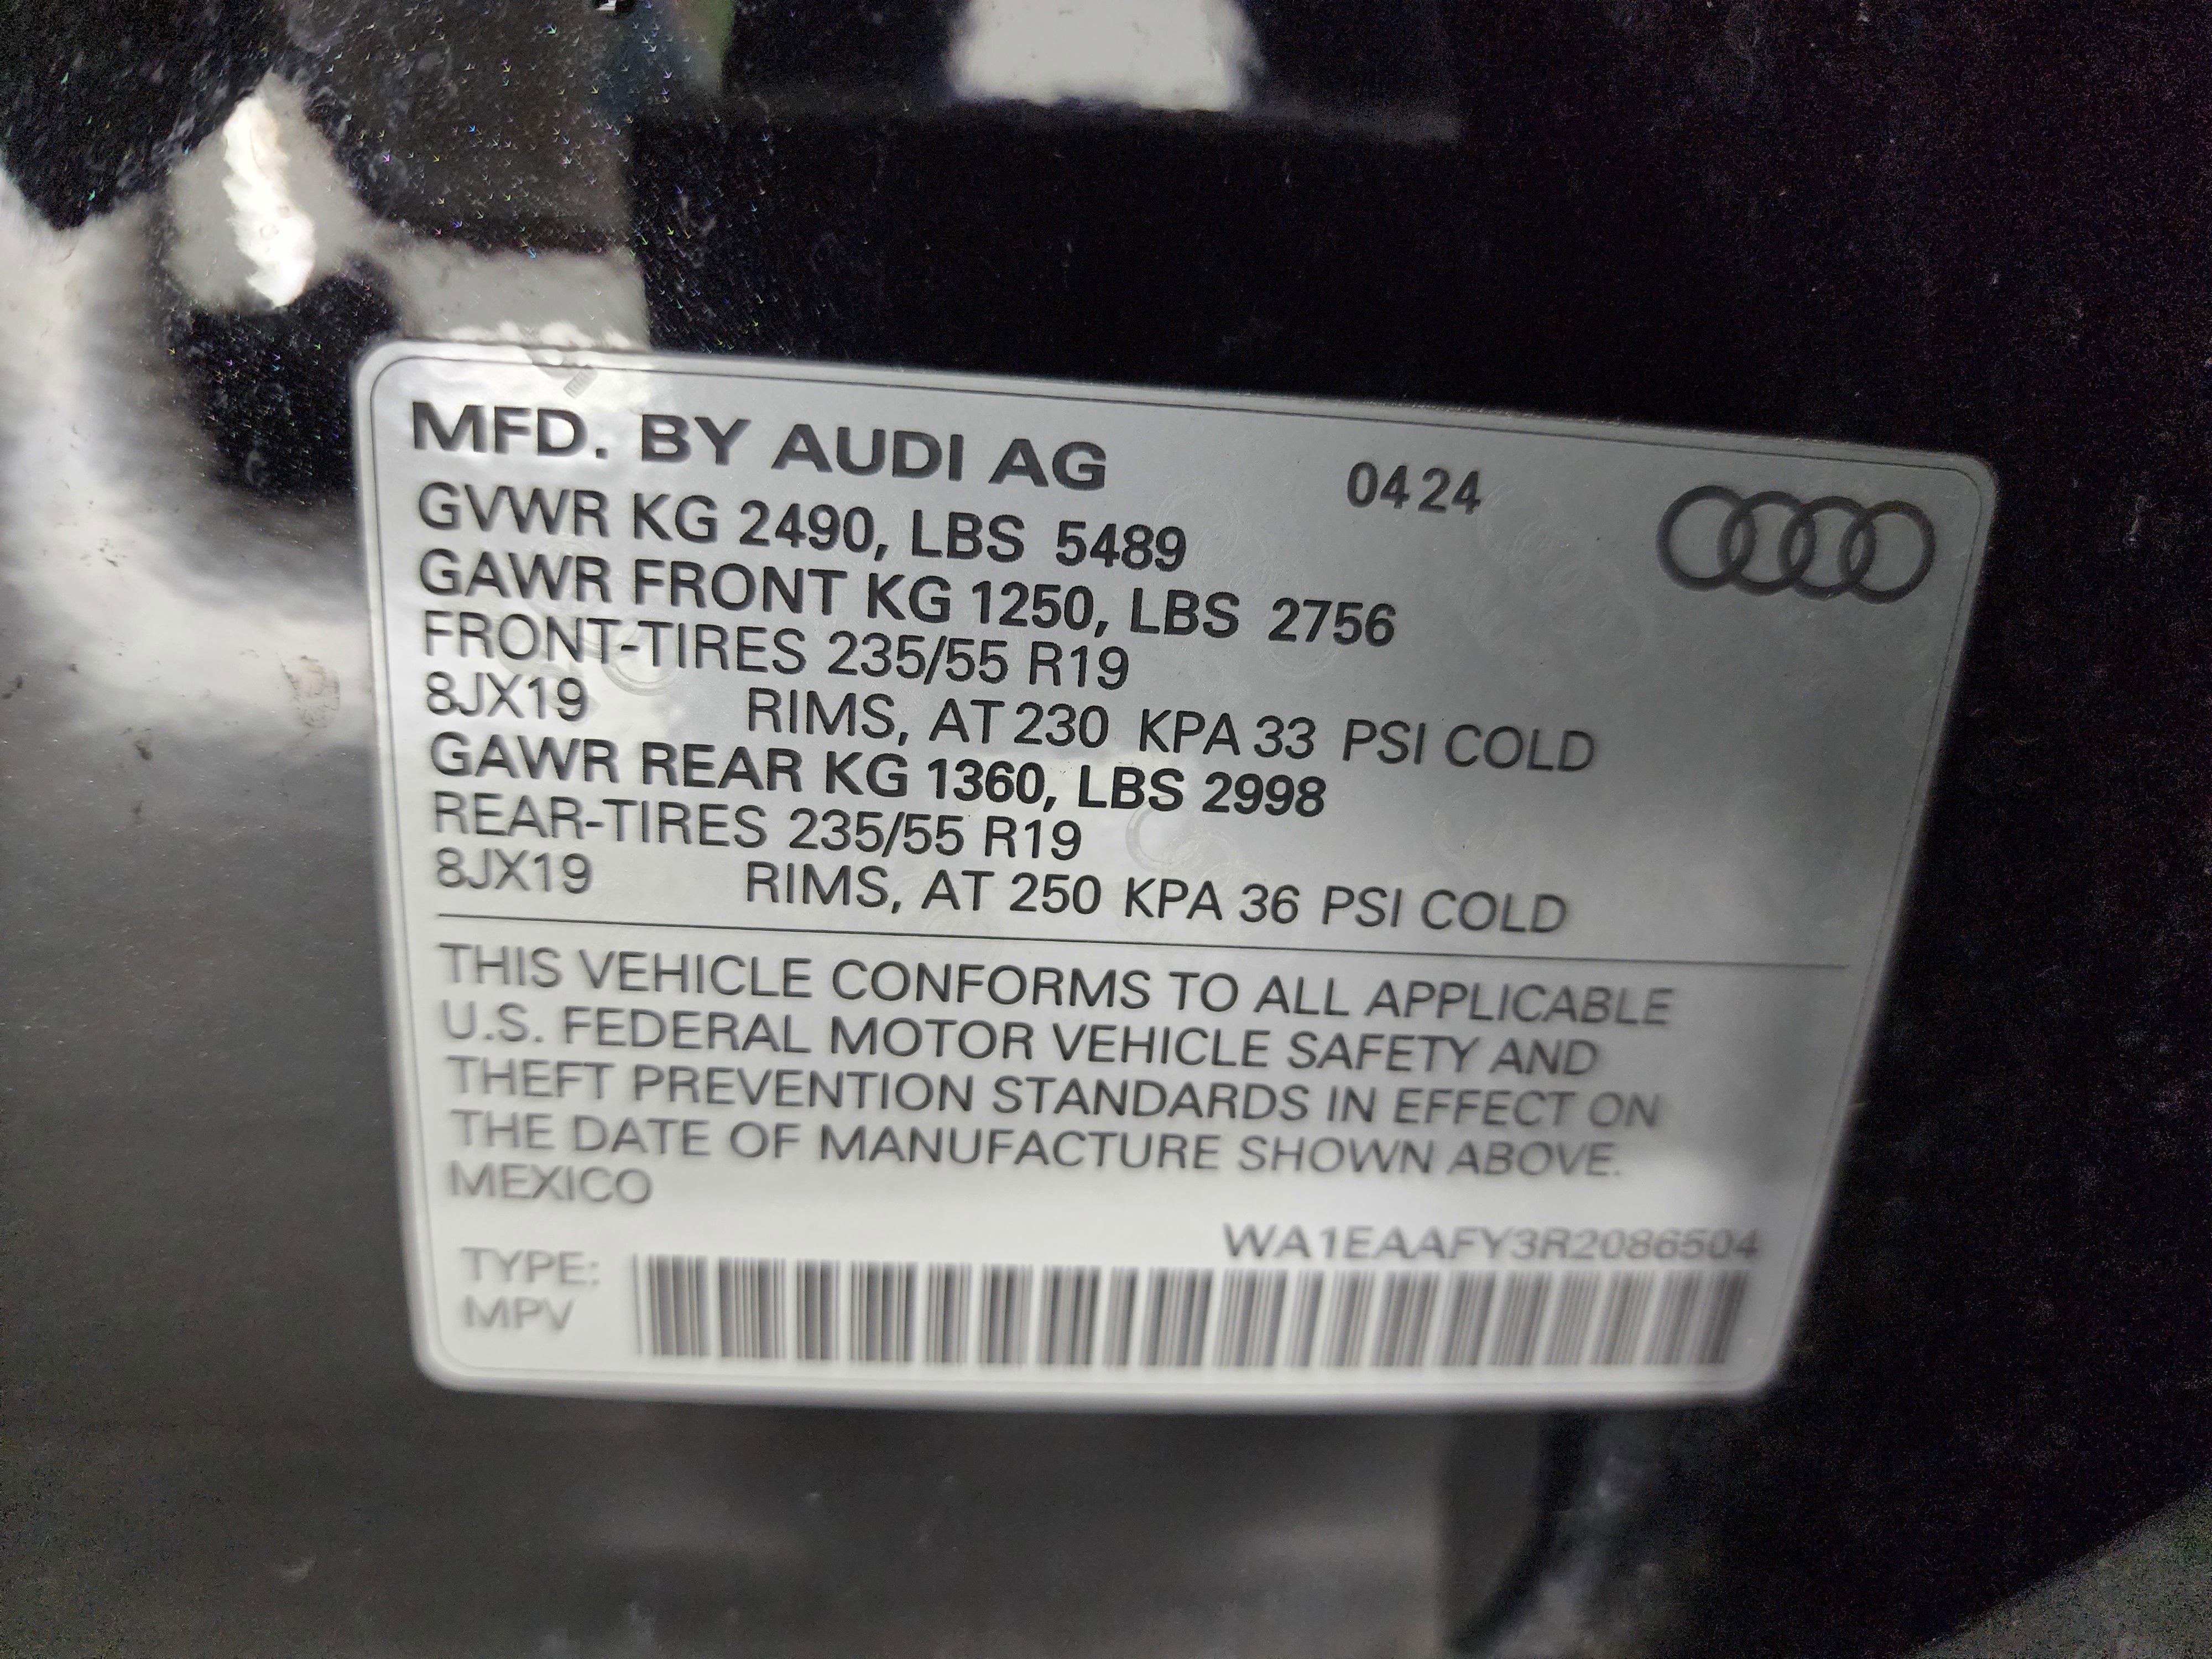 MFD. BY AUDI AG 0424
GVWR KG 2490, LBS 5489
GAWR FRONT KG 1250, LBS 2756
FRONT-TIRES 235/55 R19
8JX19 RIMS, AT 230 KPA 33 PSI COLD
GAWR REAR KG 1360, LBS 2998
REAR-TIRES 235/55 R19
8JX19 RIMS, AT 250 KPA 36 PSI COLD
THIS VEHICLE CONFORMS TO ALL APPLICABLE
U.S. FEDERAL MOTOR VEHICLE SAFETY AND
THEFT PREVENTION STANDARDS IN EFFECT ON
THE DATE OF MANUFACTURE SHOWN ABOVE.
MEXICO
WA1EAAFY3R2086504
TYPE:
MPV